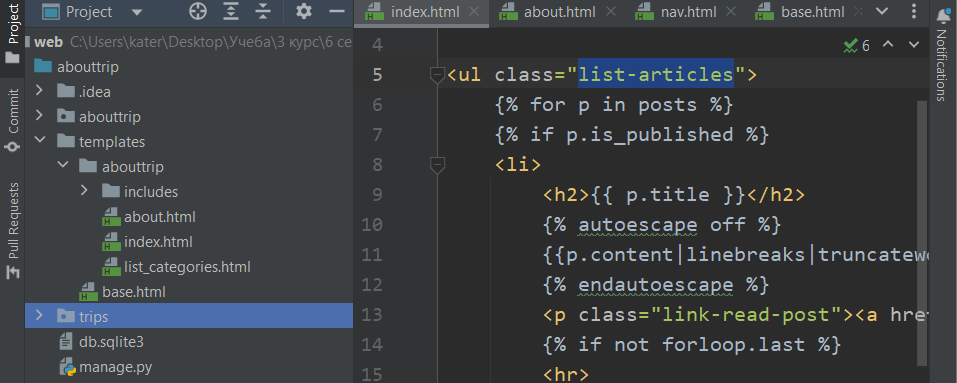 Project
Commit
Pull Requests
Project
web C:\Users\kater\Desktop\Учеба\3 курс\6 се
abouttrip
.idea
abouttrip
templates
abouttrip
includes
about.html
index.html
list_categories.html
base.html
trips
db.sqlite3
manage.py
index.html about.html nav.html base.html
6
4
5 <ul class="list-articles">
6 {% for p in posts %}
7 {% if p.is_published %}
8 <li>
9 <h2>{{ p.title }}</h2>
10 {% autoescape off %}
11 {{p.content|linebreaks|truncatewo
12 {% endautoescape %}
13 <p class="link-read-post"><a hre
14 {% if not forloop.last %}
15 <hr>
Notifications